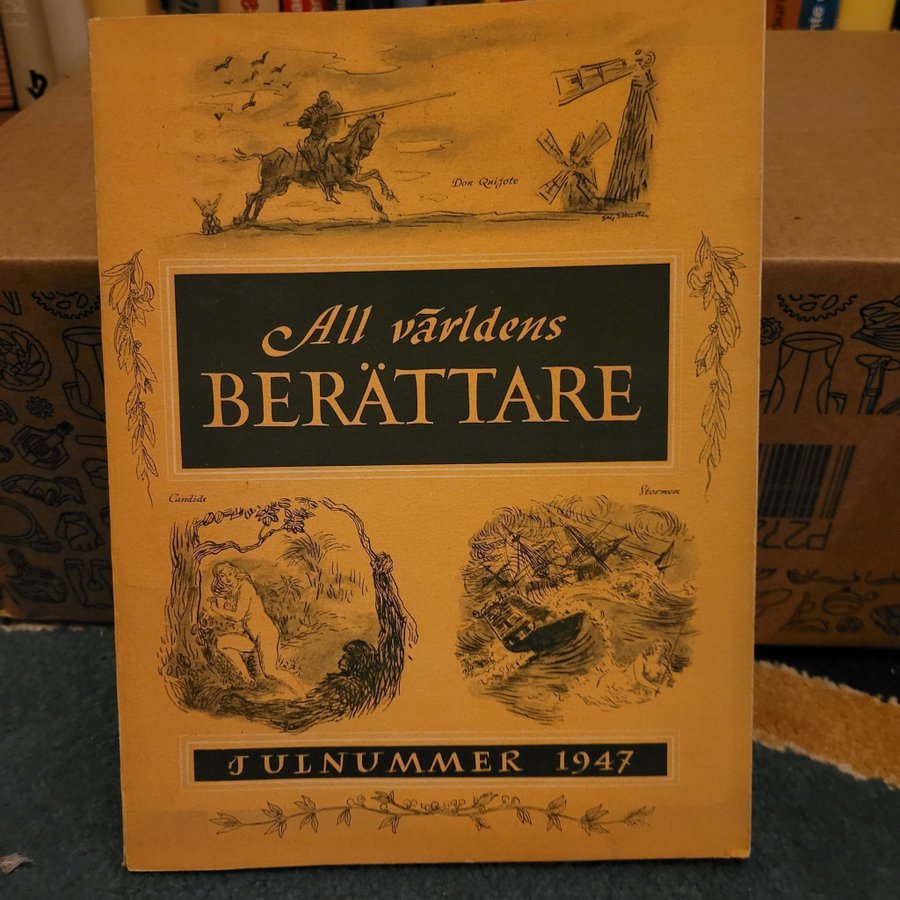 Don Quijote
All världens
BERÄTTARE
Candide
Stormen
JULNUMMER 1947